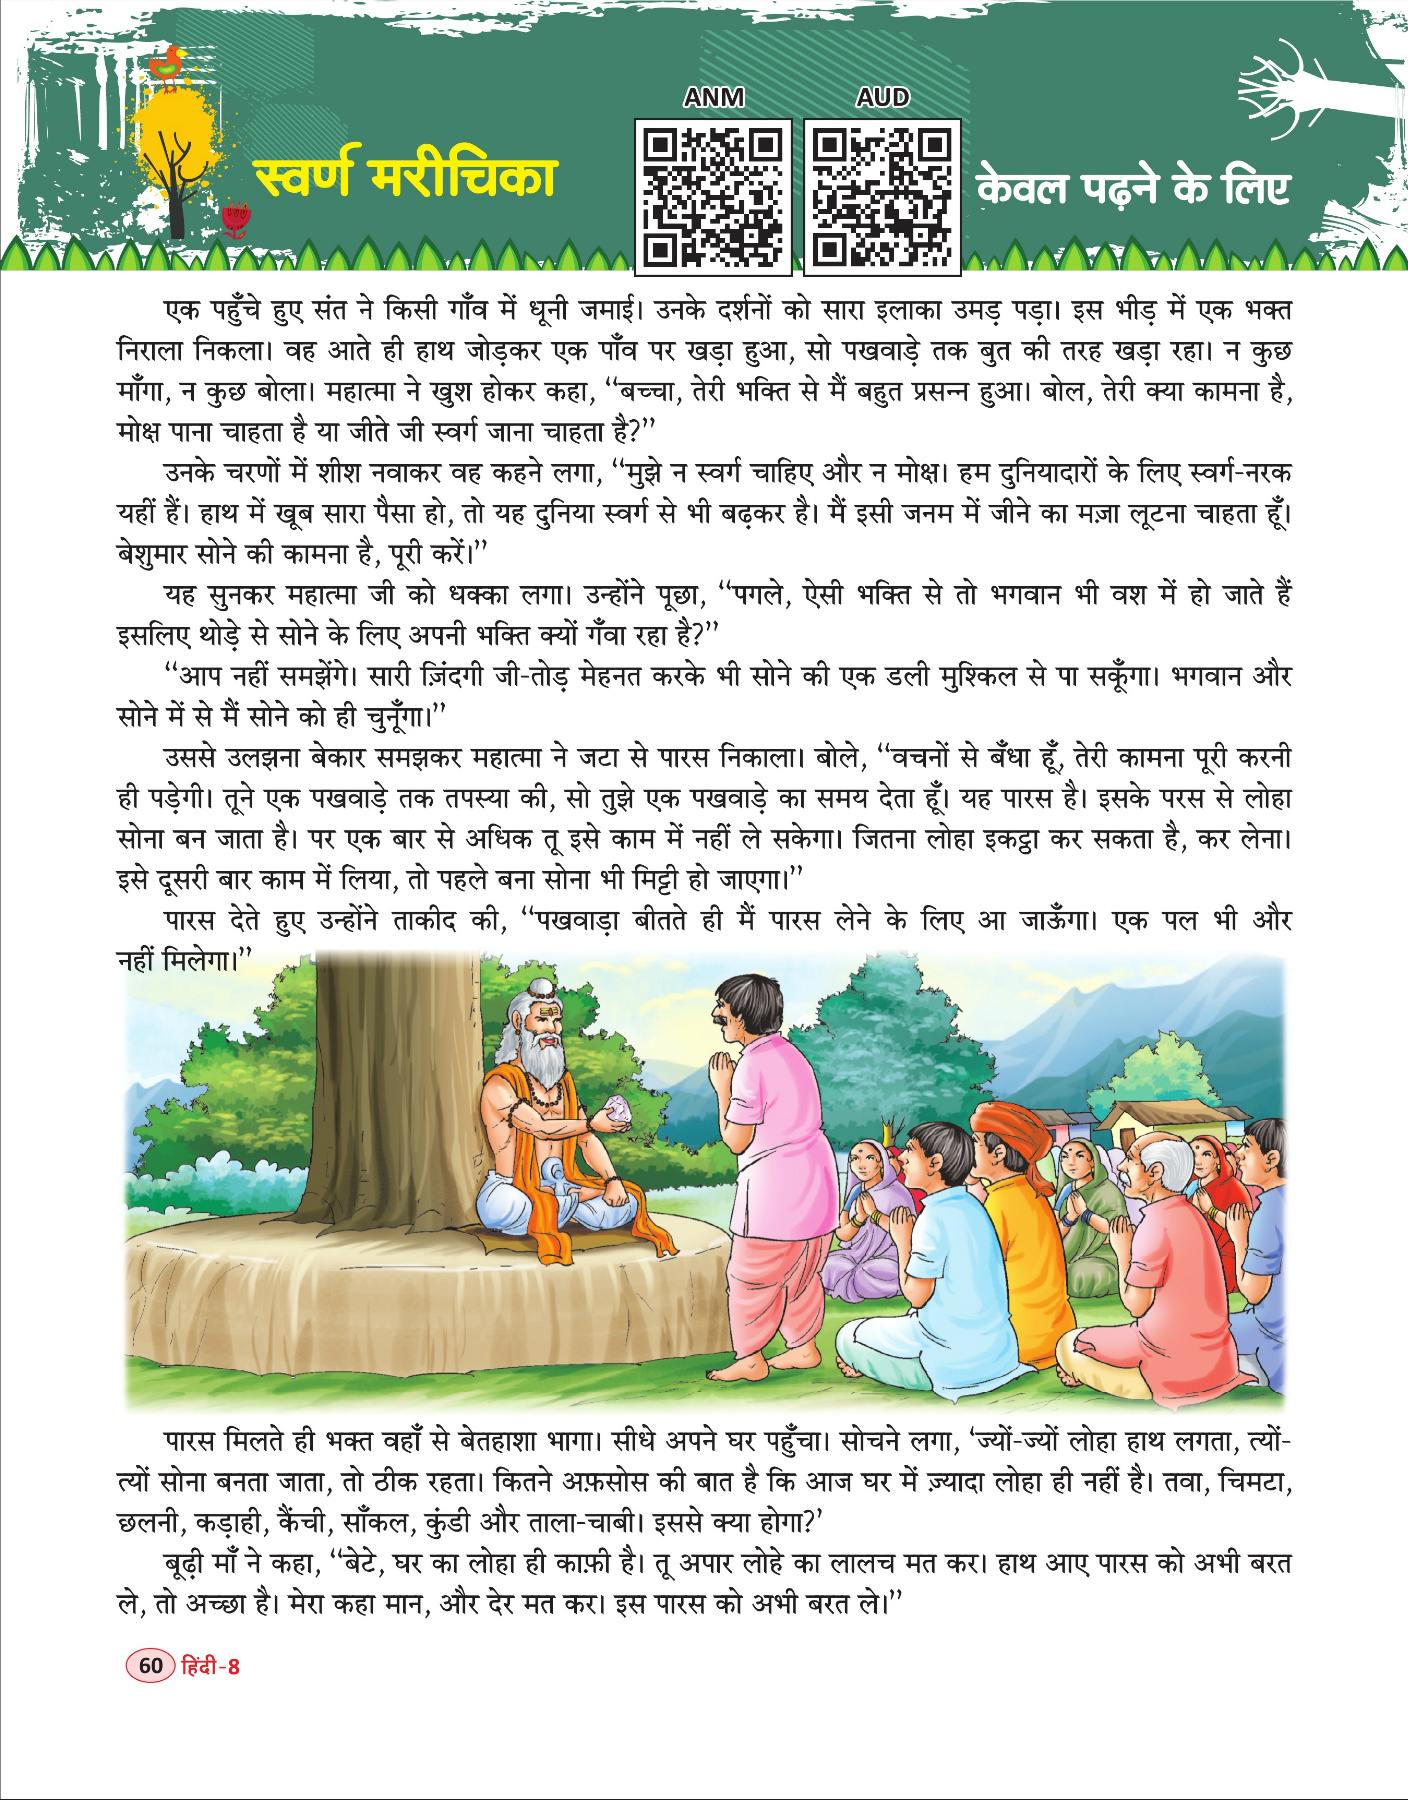 ANM
AUD
स्वर्ण मरीचिका
केवल पढ़ने के लिए
एक पहुँचे हुए संत ने किसी गाँव में धूनी जमाई। उनके दर्शनों को सारा इलाका उमड़ पड़ा। इस भीड़ में एक भक्त
निराला निकला। वह आते ही हाथ जोड़कर एक पाँव पर खड़ा हुआ, सो पखवाड़े तक बुत की तरह खड़ा रहा। न कुछ
माँगा, न कुछ बोला। महात्मा ने खुश होकर कहा, ‘‘बच्चा, तेरी भक्ति से मैं बहुत प्रसन्न हुआ। बोल, तेरी क्या कामना है,
मोक्ष पाना चाहता है या जीते जी स्वर्ग जाना चाहता है?’’
उनके चरणों में शीश नवाकर वह कहने लगा, ‘‘मुझे न स्वर्ग चाहिए और न मोक्ष। हम दुनियादारों के लिए स्वर्ग-नरक
यहीं हैं। हाथ में खूब सारा पैसा हो, तो यह दुनिया स्वर्ग से भी बढ़कर है। मैं इसी जनम में जीने का मज़ा लूटना चाहता हूँ।
बेशुमार सोने की कामना है, पूरी करें।’’
यह सुनकर महात्मा जी को धक्का लगा। उन्होंने पूछा, ‘‘पगले, ऐसी भक्ति से तो भगवान भी वश में हो जाते हैं
इसलिए थोड़े से सोने के लिए अपनी भक्ति क्यों गँवा रहा है?’’
‘‘आप नहीं समझेंगे। सारी ज़िंदगी जी-तोड़ मेहनत करके भी सोने की एक डली मुश्किल से पा सकूँगा। भगवान और
सोने में से मैं सोने को ही चुनूँगा।’’
उससे उलझना बेकार समझकर महात्मा ने जटा से पारस निकाला। बोले, ‘‘वचनों से बँधा हूँ, तेरी कामना पूरी करनी
ही पड़ेगी। तूने एक पखवाड़े तक तपस्या की, सो तुझे एक पखवाड़े का समय देता हूँ। यह पारस है। इसके परस से लोहा
सोना बन जाता है। पर एक बार से अधिक तू इसे काम में नहीं ले सकेगा। जितना लोहा इकट्ठा कर सकता है, कर लेना।
इसे दूसरी बार काम में लिया, तो पहले बना सोना भी मिट्टी हो जाएगा।’’
पारस देते हुए उन्होंने ताकीद की, ‘‘पखवाड़ा बीतते ही मैं पारस लेने के लिए आ जाऊँगा। एक पल भी और
नहीं मिलेगा।’’
पारस मिलते ही भक्त वहाँ से बेतहाशा भागा। सीधे अपने घर पहुँचा। सोचने लगा, ‘ज्यों-ज्यों लोहा हाथ लगता, त्यों-
त्यों सोना बनता जाता, तो ठीक रहता। कितने अफ़सोस की बात है कि आज घर में ज़्यादा लोहा ही नहीं है। तवा, चिमटा,
छलनी, कड़ाही, कैंची, साँकल, कुंडी और ताला-चाबी। इससे क्या होगा?’
बूढ़ी माँ ने कहा, ‘‘बेटे, घर का लोहा ही काफ़ी है। तू अपार लोहे का लालच मत कर। हाथ आए पारस को अभी बरत
ले, तो अच्छा है। मेरा कहा मान, और देर मत कर। इस पारस को अभी बरत ले।’’
60 हिंदी-8